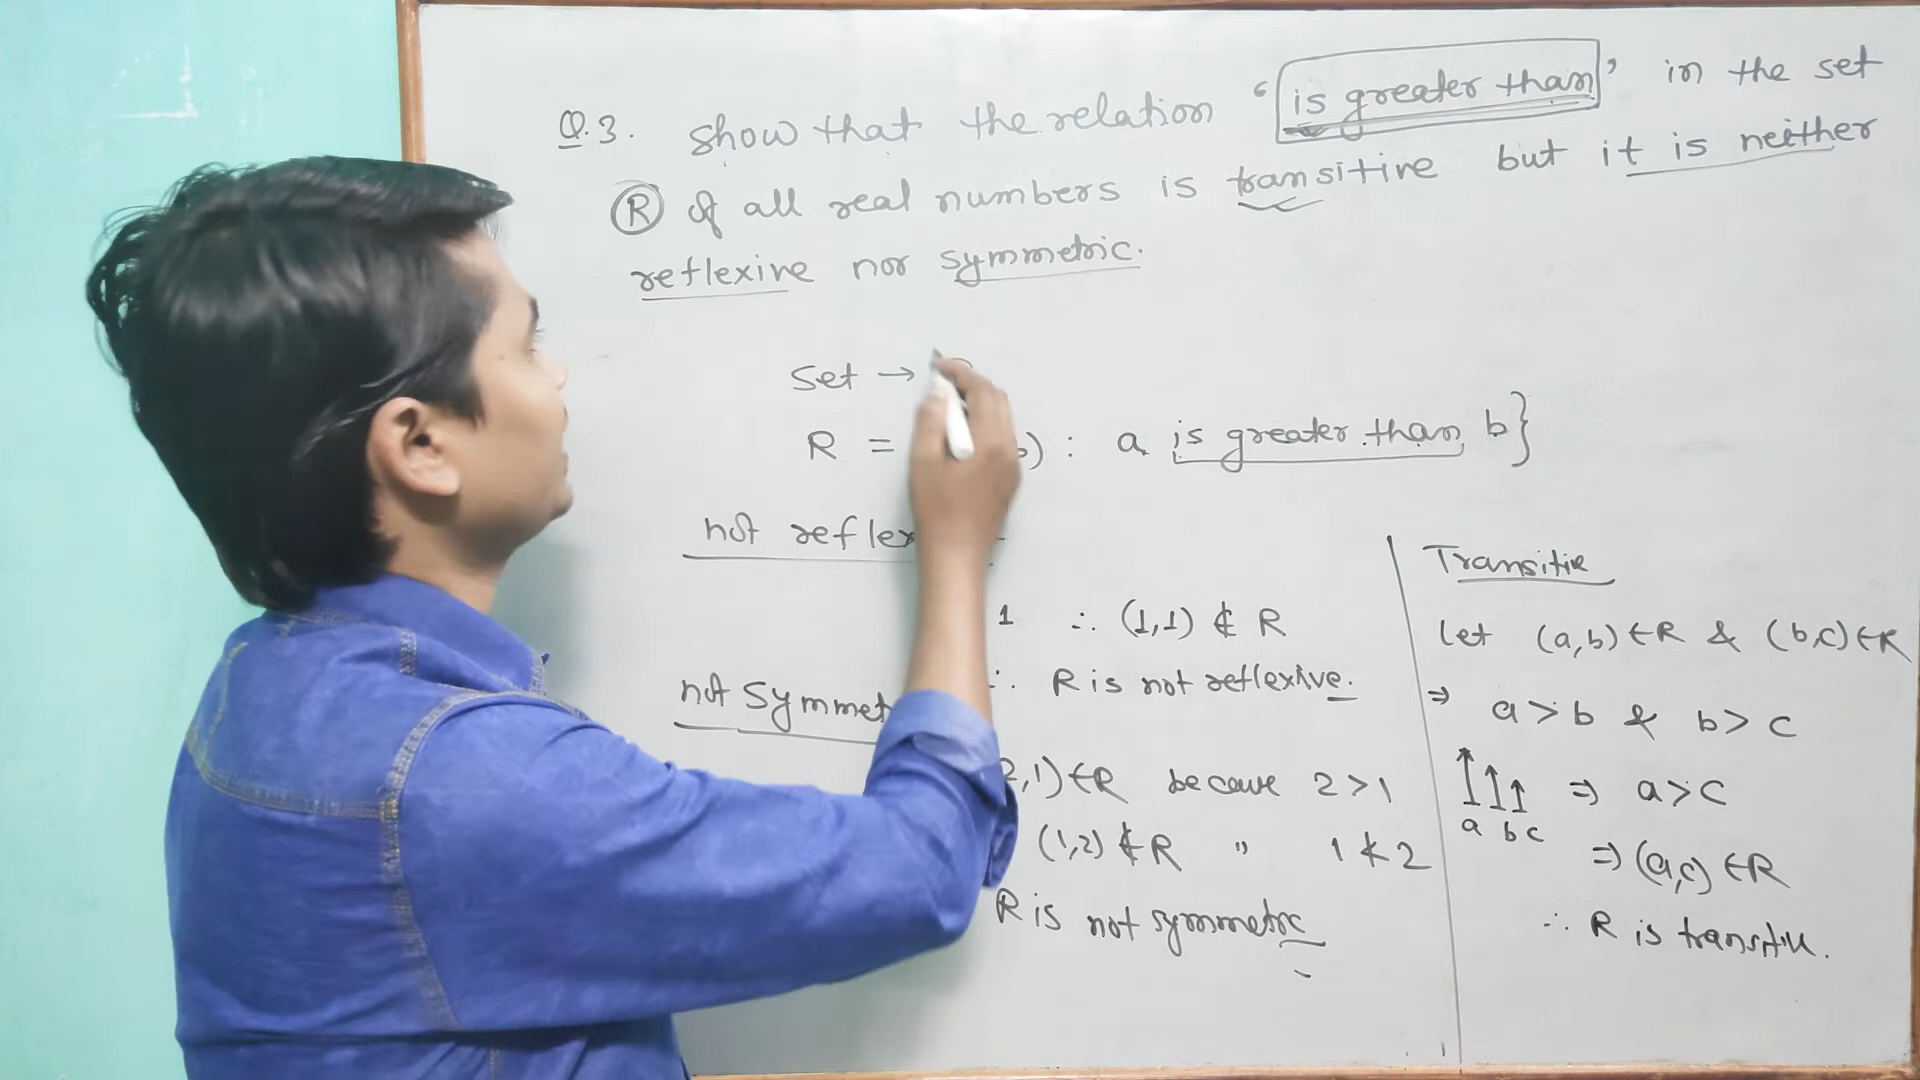 Q.3. Show that the relation ‘is greater than’ in the set
R of all real numbers is transitive but it is neither
reflexive nor symmetric.
Set →
R = b) : a is greater than b}
not reflex
1 ∴ (1,1) ∉ R
∴ R is not reflexive.
not Symmet
2,1) ∈ R because 2 > 1
(1,2) ∉ R " 1 ≮ 2
R is not symmetric
Transitive
let (a,b) ∈ R & (b,c) ∈ R
⇒ a > b & b > c
⇒ a > c
a b c
⇒ (a,c) ∈ R
∴ R is transitive.